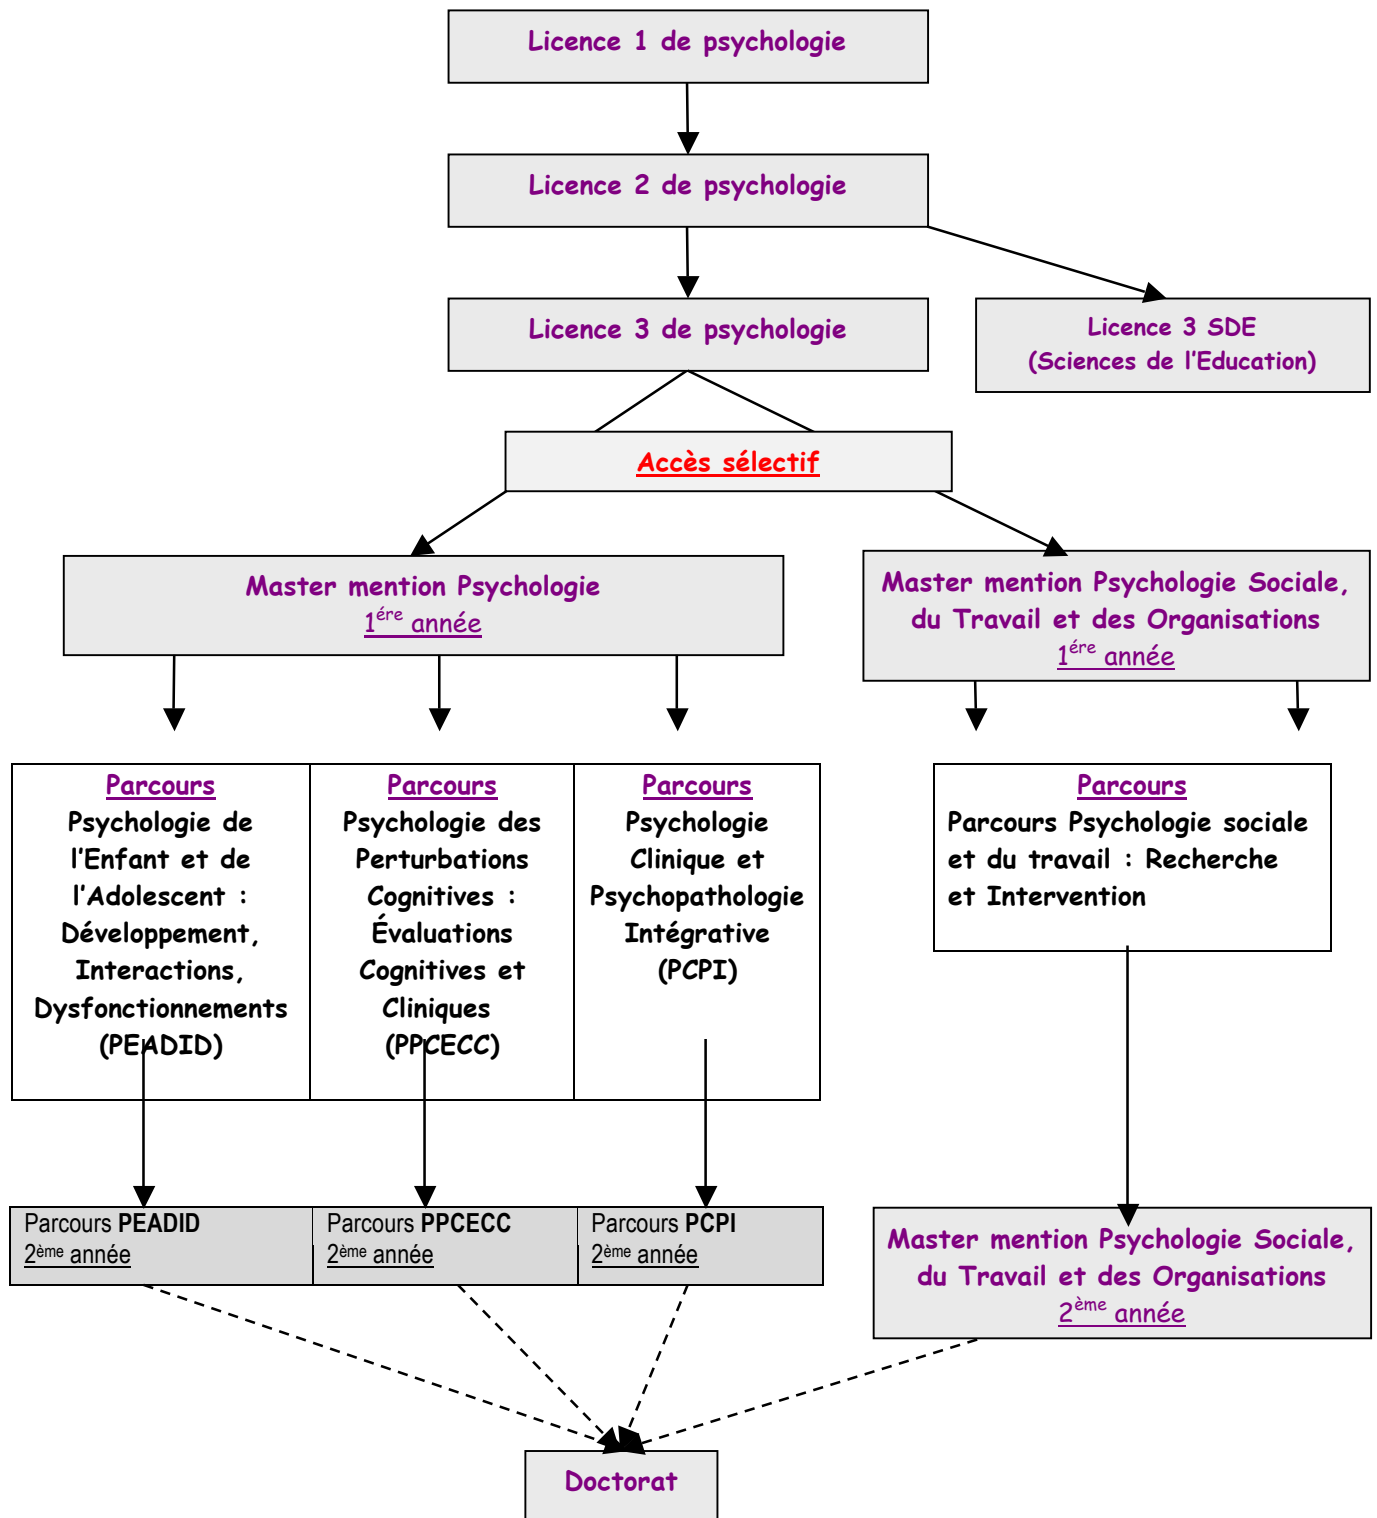 Licence 1 de psychologie
Licence 2 de psychologie
Licence 3 de psychologie
Licence 3 SDE
(Sciences de l'Education)
Accès sélectif
Master mention Psychologie
1ére année
Master mention Psychologie Sociale,
du Travail et des Organisations
1ére année
Parcours
Psychologie de
l'Enfant et de
l'Adolescent :
Développement,
Interactions,
Dysfonctionnements
(PEADID)
Parcours
Psychologie des
Perturbations
Cognitives :
Évaluations
Cognitives et
Cliniques
(PPCECC)
Parcours
Psychologie
Clinique et
Psychopathologie
Intégrative
(PCPI)
Parcours
Parcours Psychologie sociale
et du travail : Recherche
et Intervention
Parcours PEADID
2ème année
Parcours PPCECC
2ème année
Parcours PCPI
2ème année
Master mention Psychologie Sociale,
du Travail et des Organisations
2ème année
Doctorat